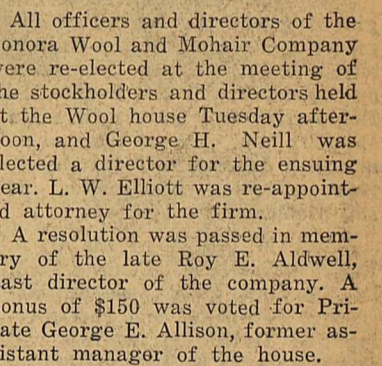 All officers and directors of the
onora Wool and Mohair Company
ere re-elected at the meeting of
he stockholders and directors held
t the Wool house Tuesday after-
oon, and George H. Neill was
lected a director for the ensuing
ear. L. W. Elliott was re-appoint-
d attorney for the firm.
A resolution was passed in mem-
ry of the late Roy E. Aldwell,
ast director of the company. A
onus of $150 was voted for Pri-
ate George E. Allison, former as-
istant manager of the house.